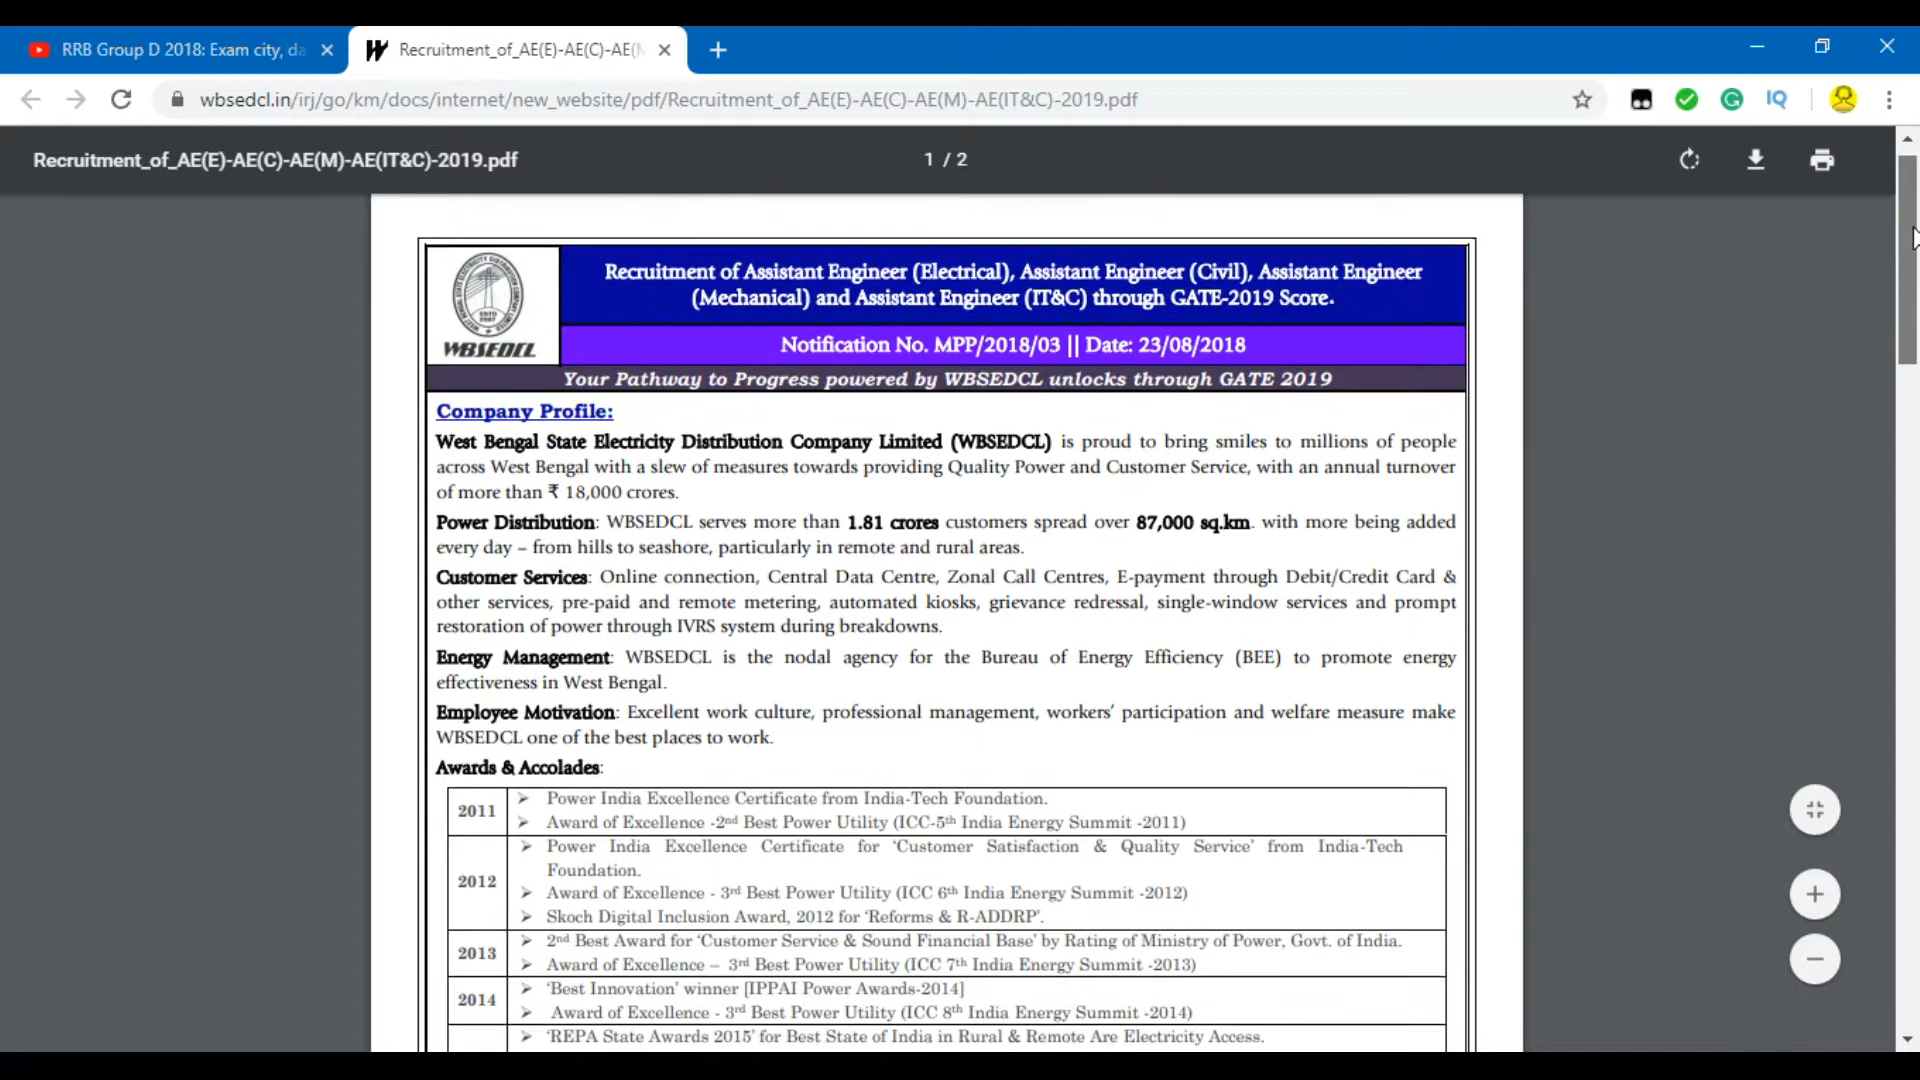 RRB Group D 2018: Exam city, da
Recruitment_of_AE(E)-AE(C)-AE(M
wbsedcl.in/irj/go/km/docs/internet/new_website/pdf/Recruitment_of_AE(E)-AE(C)-AE(M)-AE(IT&C)-2019.pdf
Recruitment_of_AE(E)-AE(C)-AE(M)-AE(IT&C)-2019.pdf
1 / 2
Recruitment of Assistant Engineer (Electrical), Assistant Engineer (Civil), Assistant Engineer
(Mechanical) and Assistant Engineer (IT&C) through GATE-2019 Score.
WBSEDCL
Notification No. MPP/2018/03 || Date: 23/08/2018
Your Pathway to Progress powered by WBSEDCL unlocks through GATE 2019
Company Profile:
West Bengal State Electricity Distribution Company Limited (WBSEDCL) is proud to bring smiles to millions of people
across West Bengal with a slew of measures towards providing Quality Power and Customer Service, with an annual turnover
of more than ₹ 18,000 crores.
Power Distribution: WBSEDCL serves more than 1.81 crores customers spread over 87,000 sq.km. with more being added
every day – from hills to seashore, particularly in remote and rural areas.
Customer Services: Online connection, Central Data Centre, Zonal Call Centres, E-payment through Debit/Credit Card &
other services, pre-paid and remote metering, automated kiosks, grievance redressal, single-window services and prompt
restoration of power through IVRS system during breakdowns.
Energy Management: WBSEDCL is the nodal agency for the Bureau of Energy Efficiency (BEE) to promote energy
effectiveness in West Bengal.
Employee Motivation: Excellent work culture, professional management, workers' participation and welfare measure make
WBSEDCL one of the best places to work.
Awards & Accolades:
2011
➢ Power India Excellence Certificate from India-Tech Foundation.
➢ Award of Excellence -2nd Best Power Utility (ICC-5th India Energy Summit -2011)
2012
➢ Power India Excellence Certificate for 'Customer Satisfaction & Quality Service' from India-Tech
Foundation.
➢ Award of Excellence - 3rd Best Power Utility (ICC 6th India Energy Summit -2012)
➢ Skoch Digital Inclusion Award, 2012 for 'Reforms & R-ADDRP'.
2013
➢ 2nd Best Award for 'Customer Service & Sound Financial Base' by Rating of Ministry of Power, Govt. of India.
➢ Award of Excellence – 3rd Best Power Utility (ICC 7th India Energy Summit -2013)
2014
➢ 'Best Innovation' winner [IPPAI Power Awards-2014]
➢ Award of Excellence - 3rd Best Power Utility (ICC 8th India Energy Summit -2014)
➢ 'REPA State Awards 2015' for Best State of India in Rural & Remote Are Electricity Access.